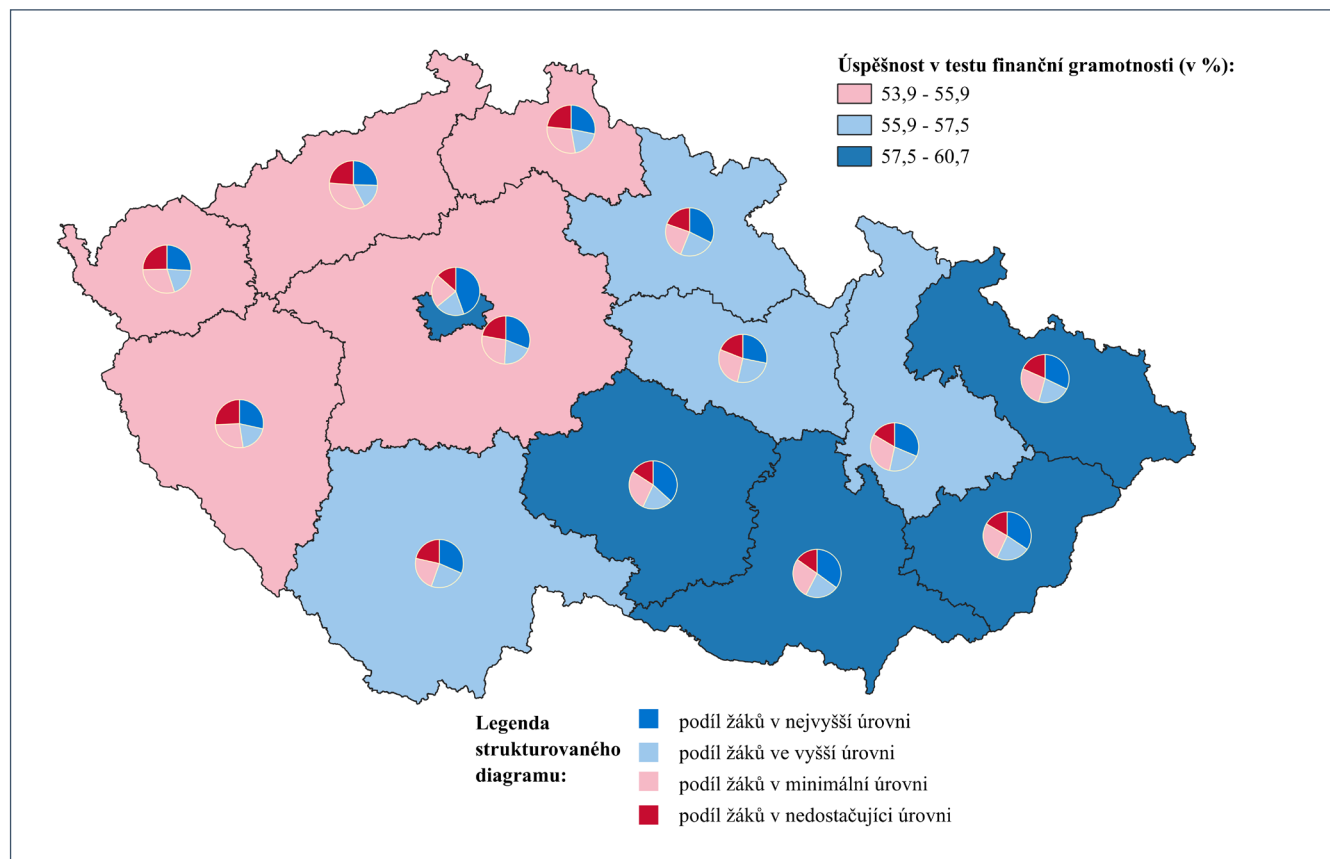 Úspěšnost v testu finanční gramotnosti (v %):
53,9 - 55,9
55,9 - 57,5
57,5 - 60,7
Legenda
strukturovaného
diagramu:
podíl žáků v nejvyšší úrovni
podíl žáků ve vyšší úrovni
podíl žáků v minimální úrovni
podíl žáků v nedostačujíci úrovni